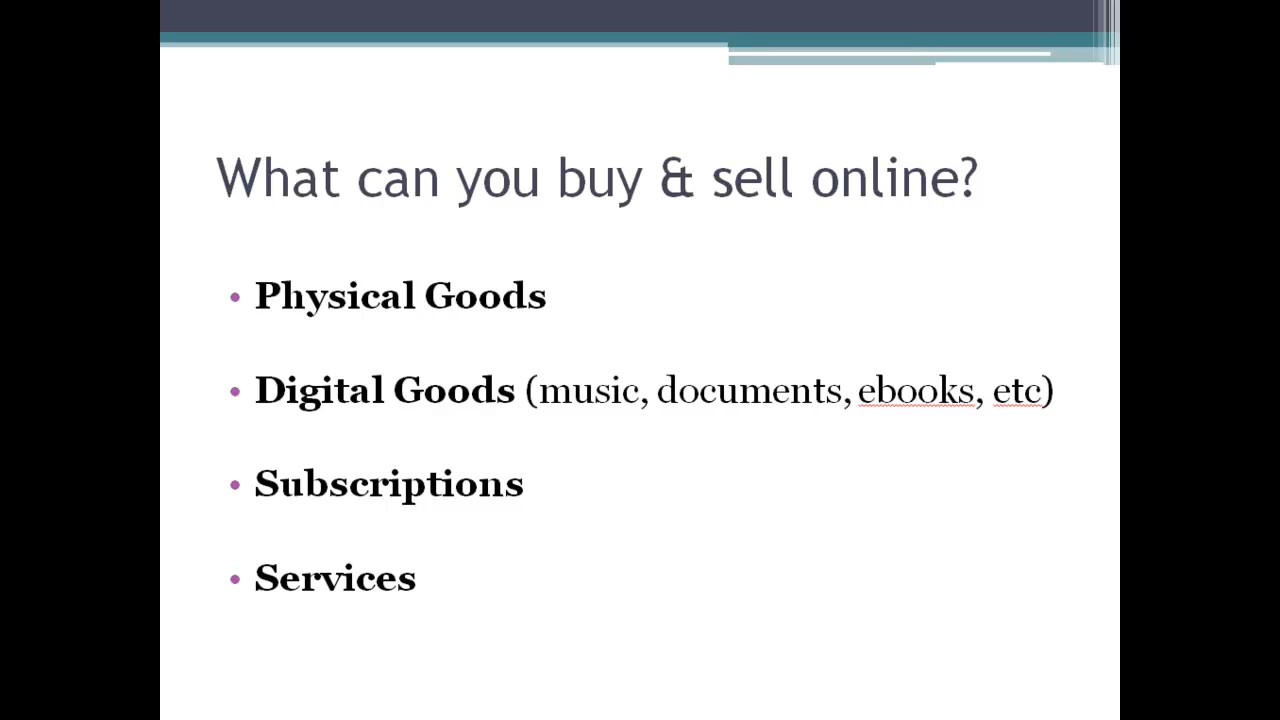 What can you buy & sell online?
• Physical Goods
• Digital Goods (music, documents, ebooks, etc)
• Subscriptions
• Services